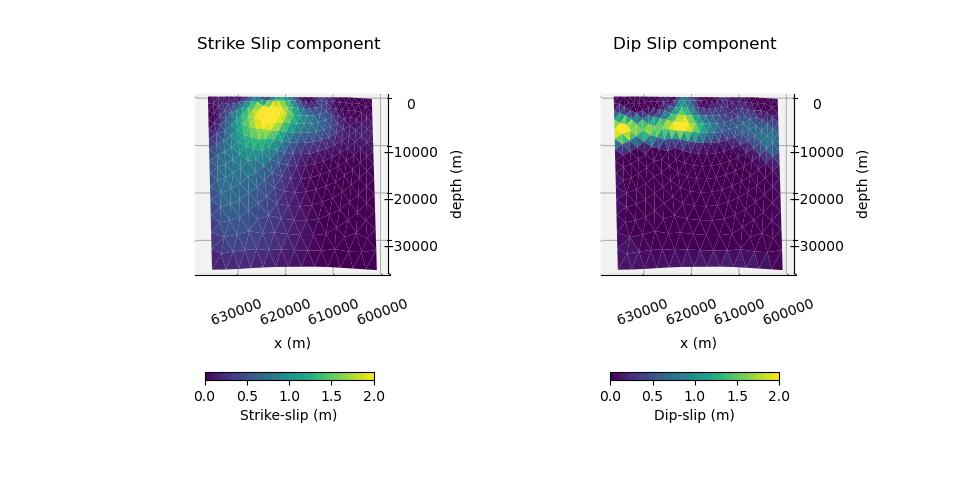 Strike Slip component
Dip Slip component
0
−10000
−20000
−30000
depth (m)
630000 620000 610000 600000
x (m)
0.0 0.5 1.0 1.5 2.0
Strike-slip (m)
0
−10000
−20000
−30000
depth (m)
630000 620000 610000 600000
x (m)
0.0 0.5 1.0 1.5 2.0
Dip-slip (m)